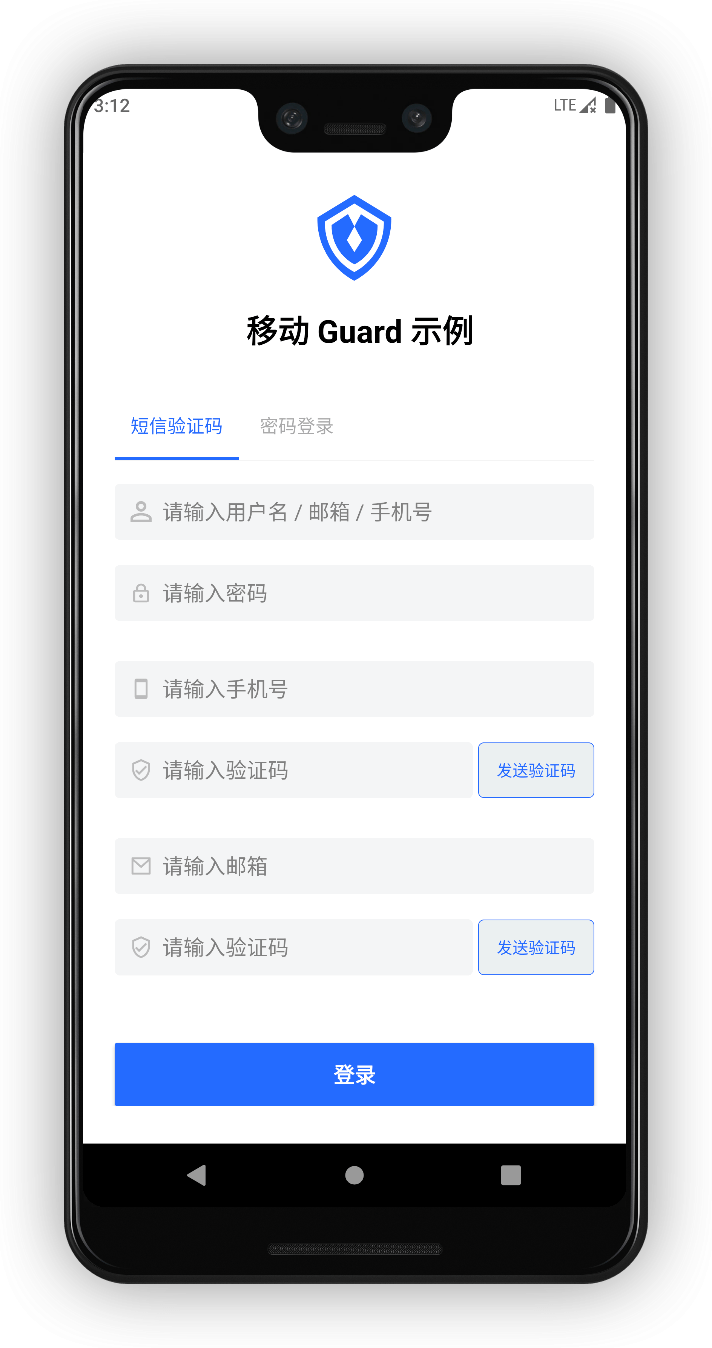 3:12 LTE
移动 Guard 示例
短信验证码 密码登录
请输入用户名 / 邮箱 / 手机号
请输入密码
请输入手机号
请输入验证码 发送验证码
请输入邮箱
请输入验证码 发送验证码
登录